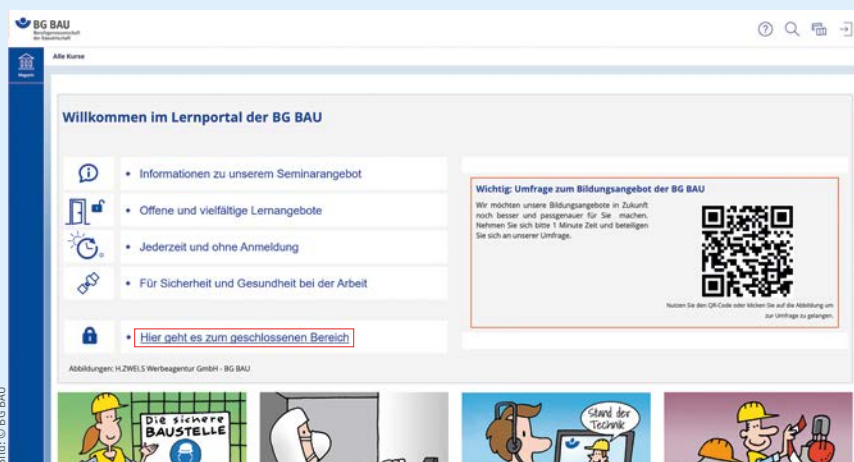 BG BAU
Berufsgenossenschaft
der Bauwirtschaft
Alle Kurse
Magazin
Willkommen im Lernportal der BG BAU
• Informationen zu unserem Seminarangebot
• Offene und vielfältige Lernangebote
• Jederzeit und ohne Anmeldung
• Für Sicherheit und Gesundheit bei der Arbeit
• Hier geht es zum geschlossenen Bereich
Wichtig: Umfrage zum Bildungsangebot der BG BAU
Wir möchten unsere Bildungsangebote in Zukunft
noch besser und passgenauer für Sie machen.
Nehmen Sie sich bitte 1 Minute Zeit und beteiligen
Sie sich an unserer Umfrage.
Nutzen Sie den QR-Code oder klicken Sie auf die Abbildung um
zur Umfrage zu gelangen.
Abbildungen: H.ZWEI.S Werbeagentur GmbH - BG BAU
Die sichere
BAUSTELLE
Stand der
Technik
Bild: © BG BAU